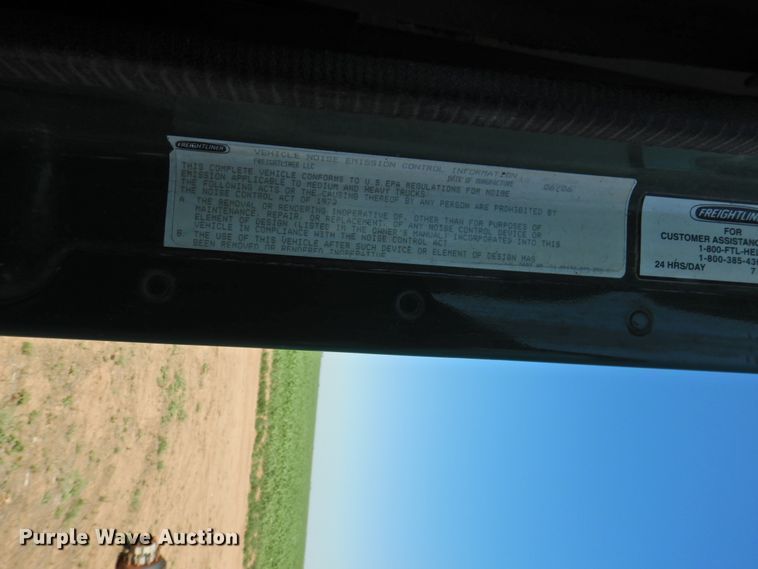 FREIGHTLINER
VEHICLE NOISE EMISSION CONTROL INFORMATION
FREIGHTLINER LLC DATE OF MANUFACTURE 06/06
THIS COMPLETE VEHICLE CONFORMS TO U.S.EPA REGULATIONS FOR NOISE
EMISSION APPLICABLE TO MEDIUM AND HEAVY TRUCKS.
THE FOLLOWING ACTS OR THE CAUSING THEREOF BY ANY PERSON ARE PROHIBITED BY
THE NOISE CONTROL ACT OF 1972
A. THE REMOVAL OR RENDERING INOPERATIVE OF, OTHER THAN FOR PURPOSES OF
MAINTENANCE, REPAIR, OR REPLACEMENT, OF ANY NOISE CONTROL DEVICE OR
ELEMENT OF DESIGN (LISTED IN THE OWNER'S MANUAL) INCORPORATED INTO THIS
VEHICLE IN COMPLIANCE WITH THE NOISE CONTROL ACT
B. THE USE OF THIS VEHICLE AFTER SUCH DEVICE OR ELEMENT OF DESIGN HAS
BEEN REMOVED OR RENDERED INOPERATIVE
FREIGHTLINER
FOR
CUSTOMER ASSISTANC
1-800-FTL-HEL
1-800-385-43
24 HRS/DAY 7
Purple Wave Auction